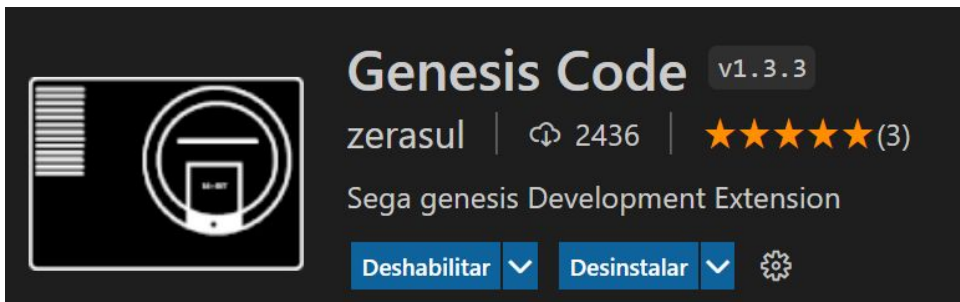 Genesis Code v1.3.3
zerasul 2436 (3)
Sega genesis Development Extension
Deshabilitar Desinstalar